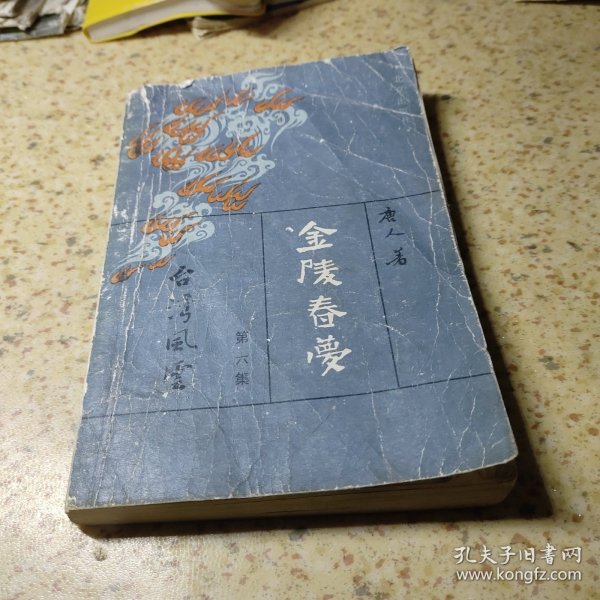 唐人著
金陵春夢
第六集
台湾風雲
孔夫子旧书网
www.kongfz.com